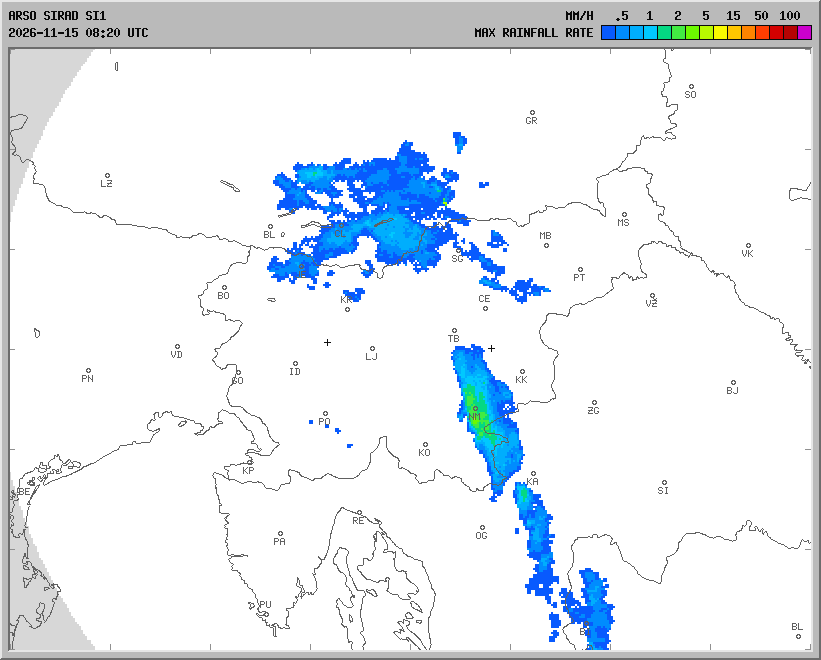 ARSO SIRAD SI1
2026-11-15 08:20 UTC
MM/H .5 1 2 5 15 50 100
MAX RAINFALL RATE
SO
GR
LZ
MS
BL
MB
VK
SG
PT
BO
KR
CE
VZ
TB
VD
LJ
ID
PN
GO
KK
BJ
ZG
NM
PO
KO
KP
KA
BE
SI
RE
OG
PA
PU
BL